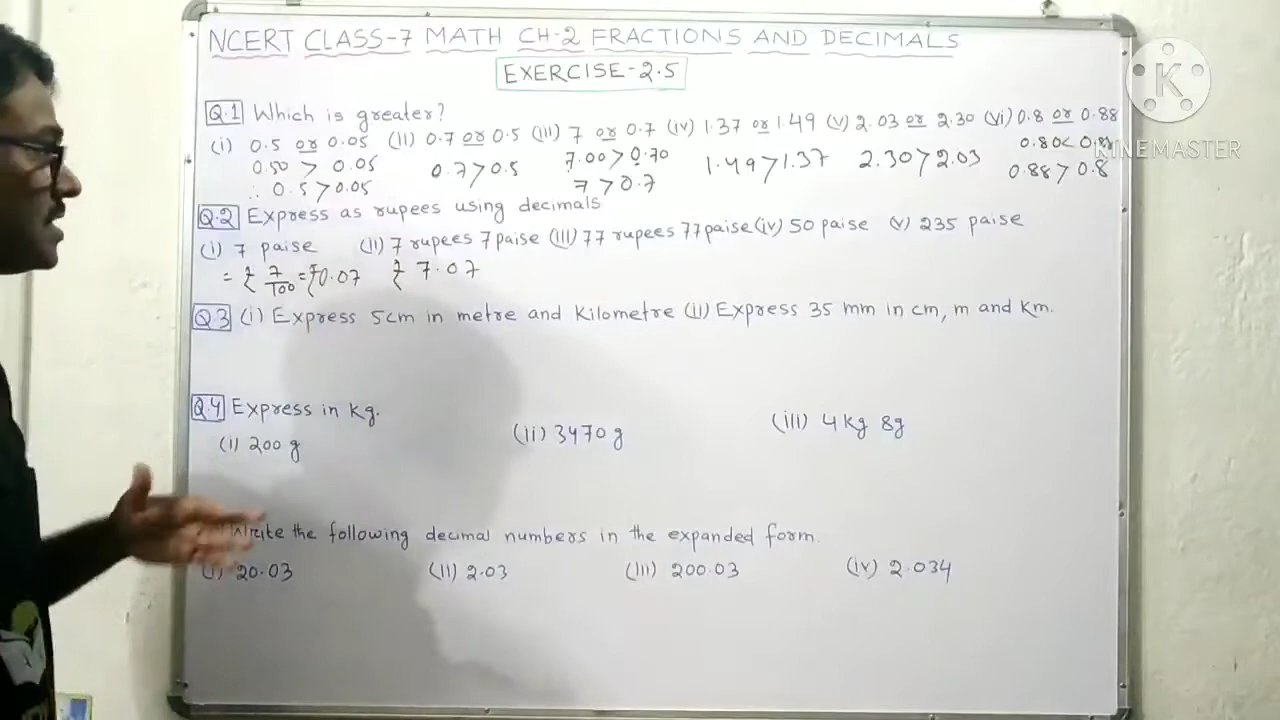 NCERT CLASS-7 MATH CH-2 FRACTIONS AND DECIMALS
EXERCISE-2.5
K
KINEMASTER
Q.1 Which is greater?
(i) 0.5 or 0.05 (II) 0.7 or 0.5 (III) 7 or 0.7 (iv) 1.37 or 1.49 (v) 2.03 or 2.30 (vi) 0.8 or 0.88
0.50 > 0.05 0.7 > 0.5 7.00 > 0.70 1.49 > 1.37 2.30 > 2.03 0.80 <
∴ 0.5 > 0.05 7 > 0.7 0.88 > 0.8
Q.2 Express as rupees using decimals
(i) 7 paise (II) 7 rupees 7 paise (III) 77 rupees 77 paise (iv) 50 paise (v) 235 paise
= ₹ 7/100 = ₹0.07 ₹ 7.07
Q3 (i) Express 5cm in metre and Kilometre (ii) Express 35 mm in cm, m and km.
Q.4 Express in kg.
(i) 200 g (ii) 3470 g (iii) 4 kg 8g
Write the following decimal numbers in the expanded form.
(i) 20.03 (II) 2.03 (III) 200.03 (iv) 2.034